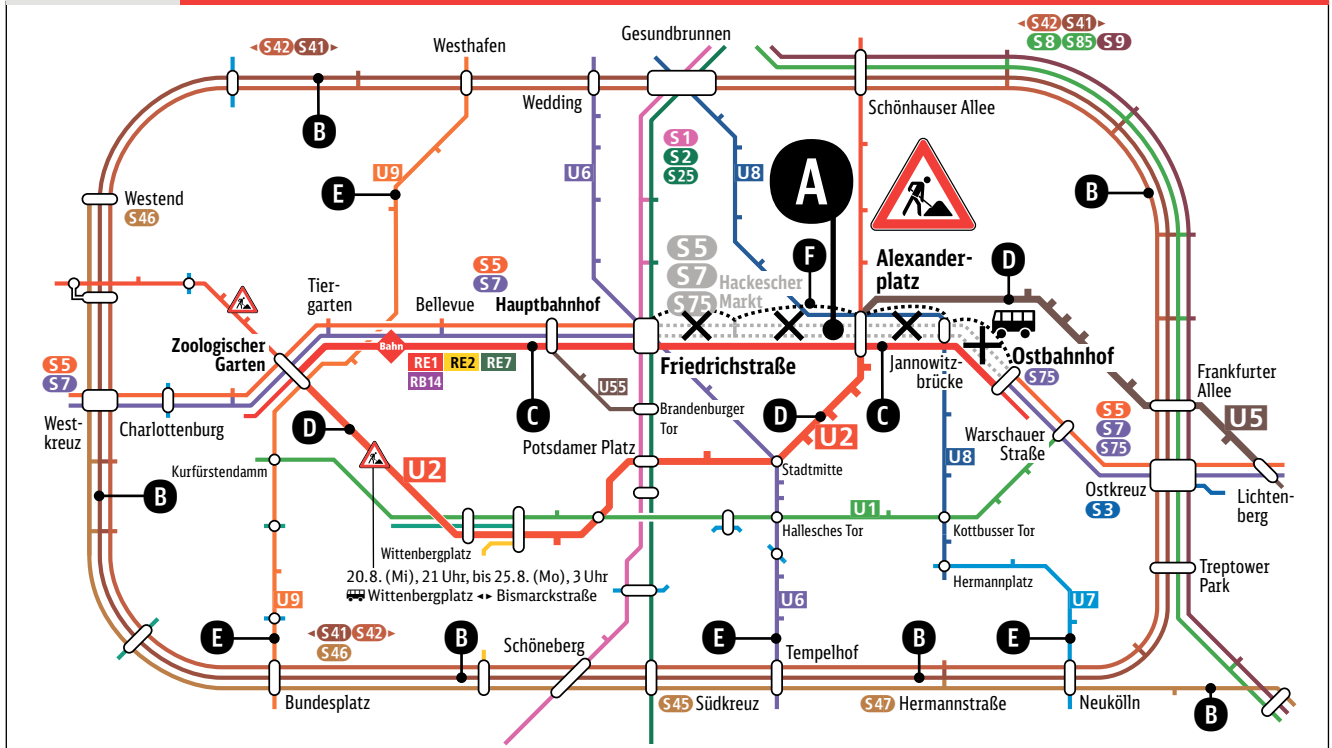 S42 S41
Westhafen
Gesundbrunnen
S42 S41
S8 S85 S9
Wedding
Schönhauser Allee
B
S1
S2
S25
U9
U6
U8
A
E
B
Westend
S46
S5
S7
S75
Hackescher
Markt
F
Alexander-
platz
D
Tier-
garten
S5
S7
Bellevue
Hauptbahnhof
Zoologischer
Garten
Bahn
RE1 RE2 RE7
RB14
Friedrichstraße
Jannowitz-
brücke
Ostbahnhof
S75
S5
S7
West-
kreuz
Charlottenburg
C
U55
Brandenburger
Tor
D
U2
C
Frankfurter
Allee
U5
D
Potsdamer Platz
Warschauer
Straße
S5
S7
S75
Kurfürstendamm
U2
Stadtmitte
U8
Ostkreuz
S3
Lichten-
berg
B
U1
Wittenbergplatz
Hallesches Tor
Kottbusser Tor
20.8. (Mi), 21 Uhr, bis 25.8. (Mo), 3 Uhr
Wittenbergplatz ◄► Bismarckstraße
Hermannplatz
Treptower
Park
U9
U6
U7
E
S41 S42
S46
B
Schöneberg
E
Tempelhof
B
E
Bundesplatz
S45 Südkreuz
S47 Hermannstraße
Neukölln
B